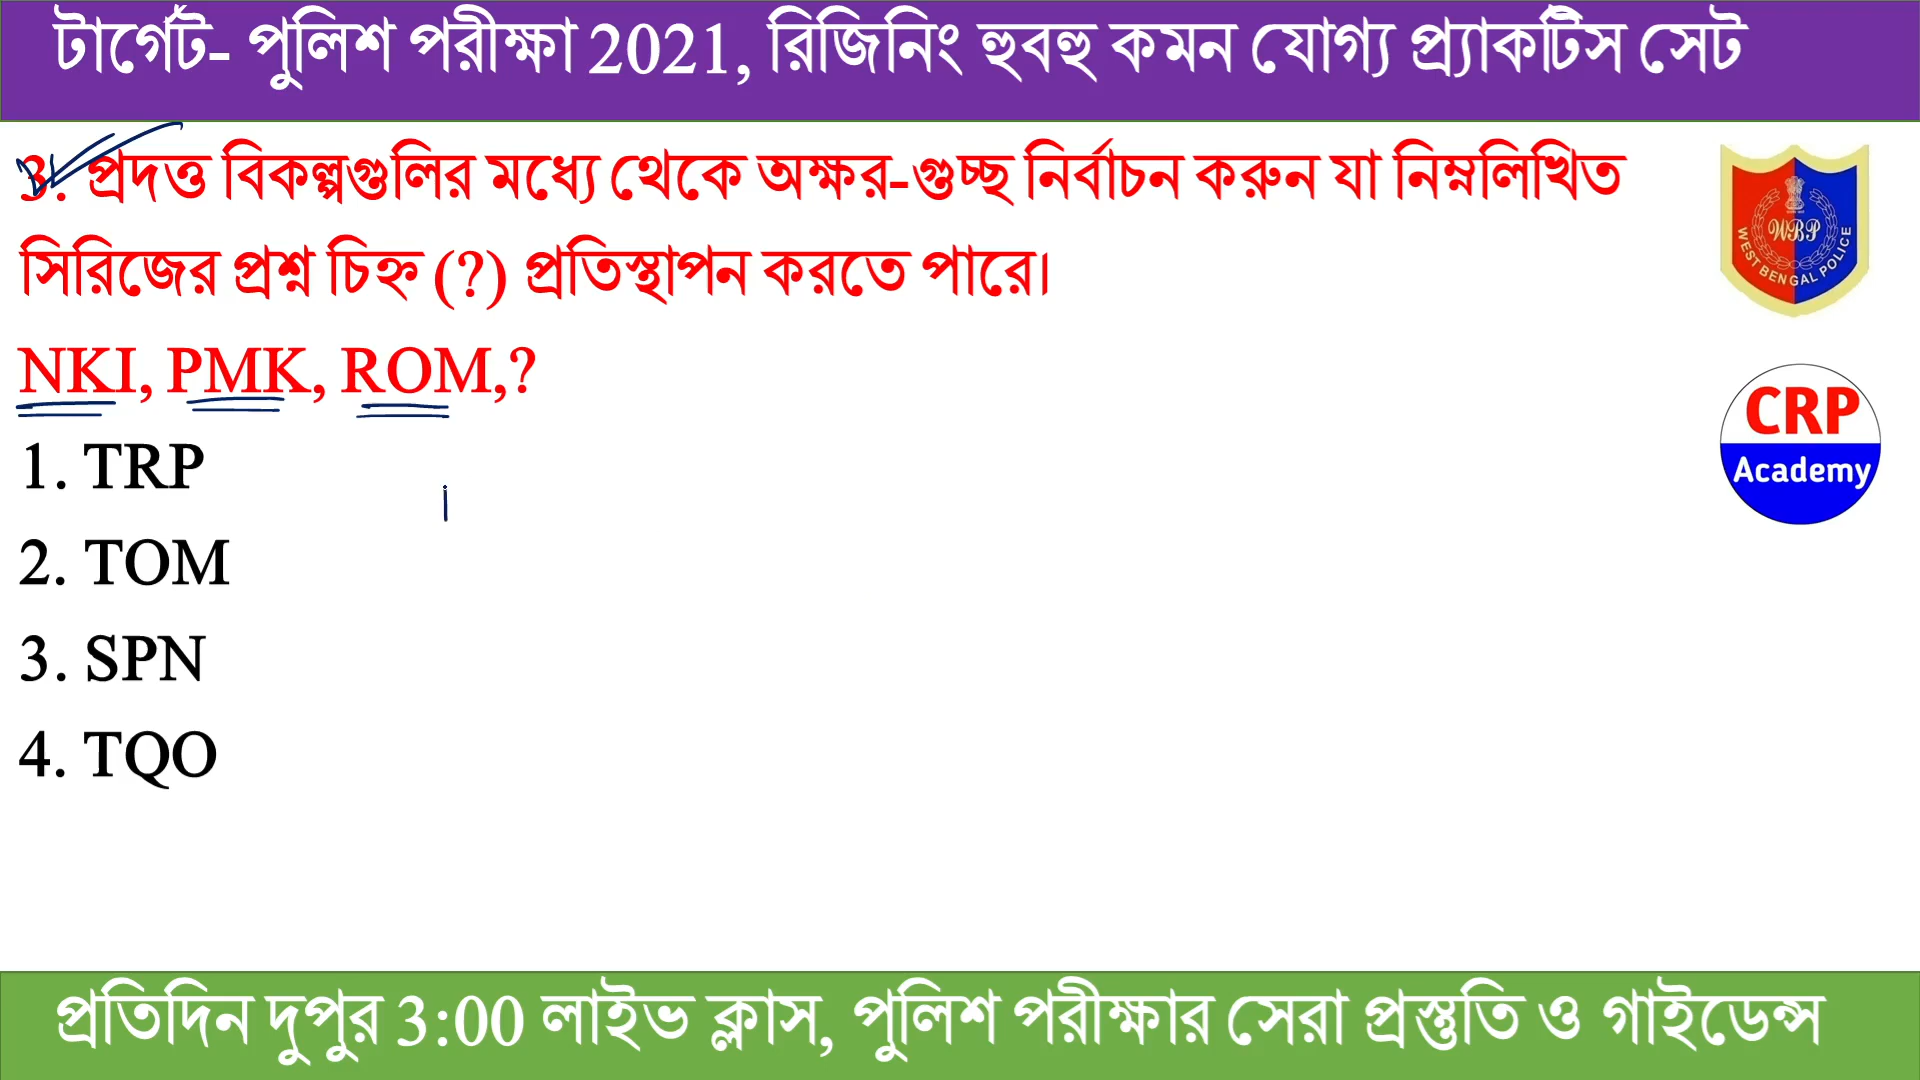 টার্গেট- পুলিশ পরীক্ষা 2021, রিজিনিং হুবহু কমন যোগ্য প্র্যাকটিস সেট
3. প্রদত্ত বিকল্পগুলির মধ্যে থেকে অক্ষর-গুচ্ছ নির্বাচন করুন যা নিম্নলিখিত
সিরিজের প্রশ্ন চিহ্ন (?) প্রতিস্থাপন করতে পারে।
NKI, PMK, ROM,?
1. TRP
2. TOM
3. SPN
4. TQO
WBP
WEST BENGAL POLICE
CRP
Academy
প্রতিদিন দুপুর 3:00 লাইভ ক্লাস, পুলিশ পরীক্ষার সেরা প্রস্তুতি ও গাইডেন্স